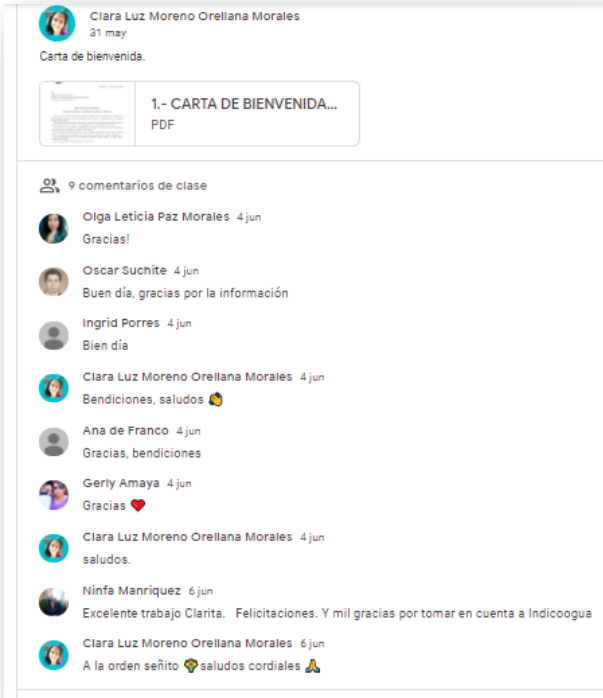 Clara Luz Moreno Orellana Morales
31 may
Carta de bienvenida.
1.- CARTA DE BIENVENIDA...
PDF
9 comentarios de clase
Olga Leticia Paz Morales 4 jun
Gracias!
Oscar Suchite 4 jun
Buen día, gracias por la información
Ingrid Porres 4 jun
Bien día
Clara Luz Moreno Orellana Morales 4 jun
Bendiciones, saludos 👏
Ana de Franco 4 jun
Gracias, bendiciones
Gerly Amaya 4 jun
Gracias ❤️
Clara Luz Moreno Orellana Morales 4 jun
saludos.
Ninfa Manriquez 6 jun
Excelente trabajo Clarita. Felicitaciones. Y mil gracias por tomar en cuenta a Indicoogua
Clara Luz Moreno Orellana Morales 6 jun
A la orden señito 💐saludos cordiales 🙏